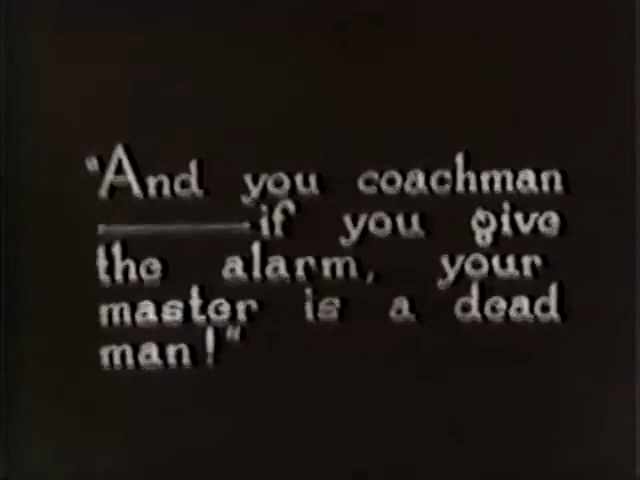 "And you coachman
——if you give
the alarm, your
master is a dead
man!"